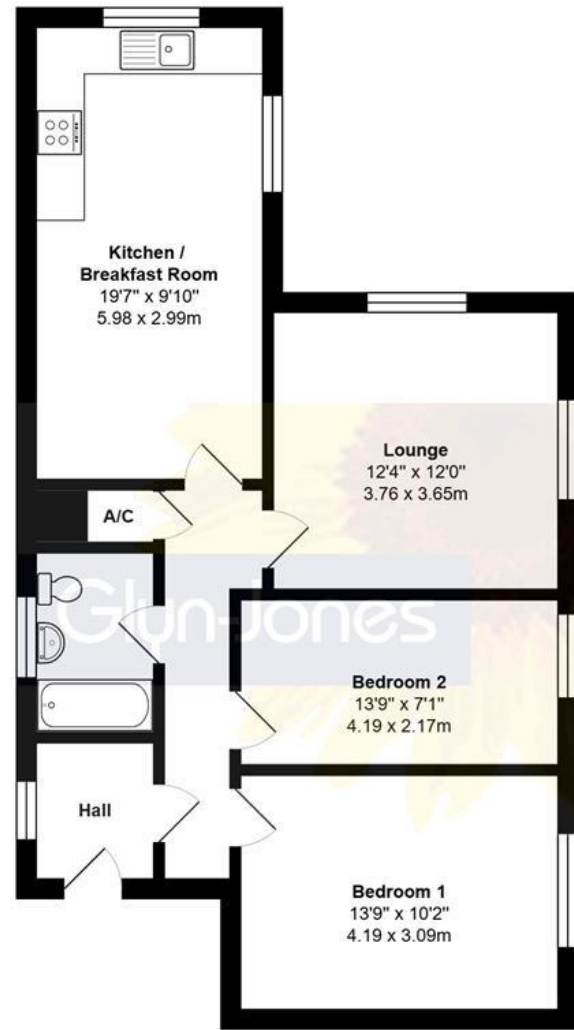 Kitchen /
Breakfast Room
19'7" x 9'10"
5.98 x 2.99m
Lounge
12'4" x 12'0"
3.76 x 3.65m
A/C
Glyn-Jones
Bedroom 2
13'9" x 7'1"
4.19 x 2.17m
Hall
Bedroom 1
13'9" x 10'2"
4.19 x 3.09m